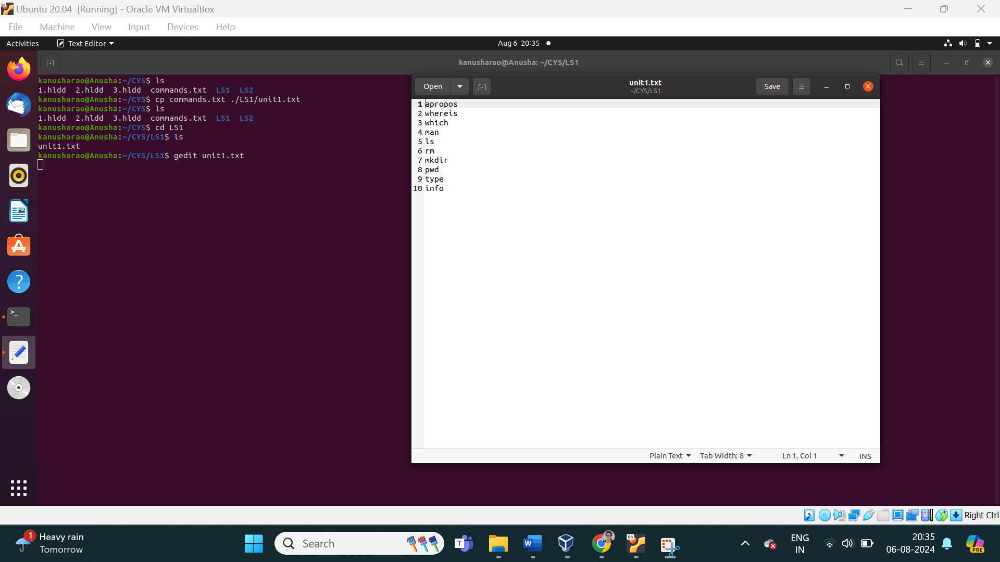 Ubuntu 20.04 [Running] - Oracle VM VirtualBox
File Machine View Input Devices Help
Activities Text Editor Aug 6 20:35
kanusharao@Anusha: ~/CYS/LS1
kanusharao@Anusha:~/CYS$ ls
1.hldd 2.hldd 3.hldd commands.txt LS1 LS2
kanusharao@Anusha:~/CYS$ cp commands.txt ./LS1/unit1.txt
kanusharao@Anusha:~/CYS$ ls
1.hldd 2.hldd 3.hldd commands.txt LS1 LS2
kanusharao@Anusha:~/CYS$ cd LS1
kanusharao@Anusha:~/CYS/LS1$ ls
unit1.txt
kanusharao@Anusha:~/CYS/LS1$ gedit unit1.txt
Open unit1.txt Save
~/CYS/LS1
1 apropos
2 whereis
3 which
4 man
5 ls
6 rm
7 mkdir
8 pwd
9 type
10 info
Plain Text Tab Width: 8 Ln 1, Col 1 INS
Right Ctrl
1 Heavy rain
Tomorrow
Search
T
W
64
ENG
IN
20:35
06-08-2024
PRE